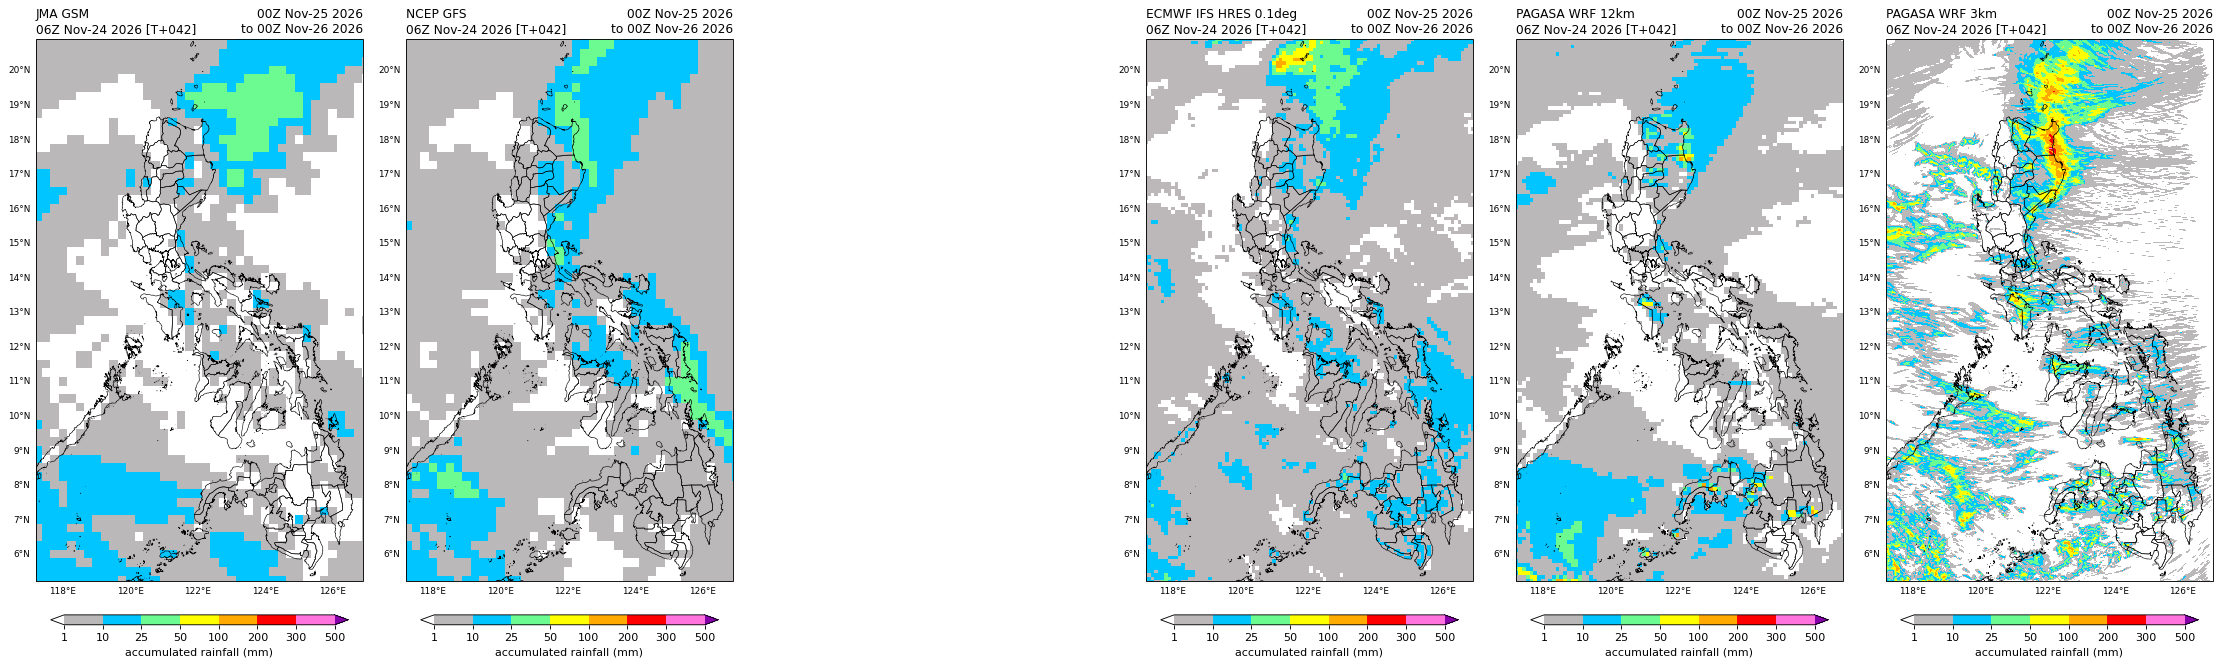 JMA GSM 00Z Nov-25 2026
06Z Nov-24 2026 [T+042] to 00Z Nov-26 2026
20°N
19°N
18°N
17°N
16°N
15°N
14°N
13°N
12°N
11°N
10°N
9°N
8°N
7°N
6°N
118°E 120°E 122°E 124°E 126°E
1 10 25 50 100 200 300 500
accumulated rainfall (mm)
NCEP GFS 00Z Nov-25 2026
06Z Nov-24 2026 [T+042] to 00Z Nov-26 2026
20°N
19°N
18°N
17°N
16°N
15°N
14°N
13°N
12°N
11°N
10°N
9°N
8°N
7°N
6°N
118°E 120°E 122°E 124°E 126°E
1 10 25 50 100 200 300 500
accumulated rainfall (mm)
ECMWF IFS HRES 0.1deg 00Z Nov-25 2026
06Z Nov-24 2026 [T+042] to 00Z Nov-26 2026
20°N
19°N
18°N
17°N
16°N
15°N
14°N
13°N
12°N
11°N
10°N
9°N
8°N
7°N
6°N
118°E 120°E 122°E 124°E 126°E
1 10 25 50 100 200 300 500
accumulated rainfall (mm)
PAGASA WRF 12km 00Z Nov-25 2026
06Z Nov-24 2026 [T+042] to 00Z Nov-26 2026
20°N
19°N
18°N
17°N
16°N
15°N
14°N
13°N
12°N
11°N
10°N
9°N
8°N
7°N
6°N
118°E 120°E 122°E 124°E 126°E
1 10 25 50 100 200 300 500
accumulated rainfall (mm)
PAGASA WRF 3km 00Z Nov-25 2026
06Z Nov-24 2026 [T+042] to 00Z Nov-26 2026
20°N
19°N
18°N
17°N
16°N
15°N
14°N
13°N
12°N
11°N
10°N
9°N
8°N
7°N
6°N
118°E 120°E 122°E 124°E 126°E
1 10 25 50 100 200 300 500
accumulated rainfall (mm)